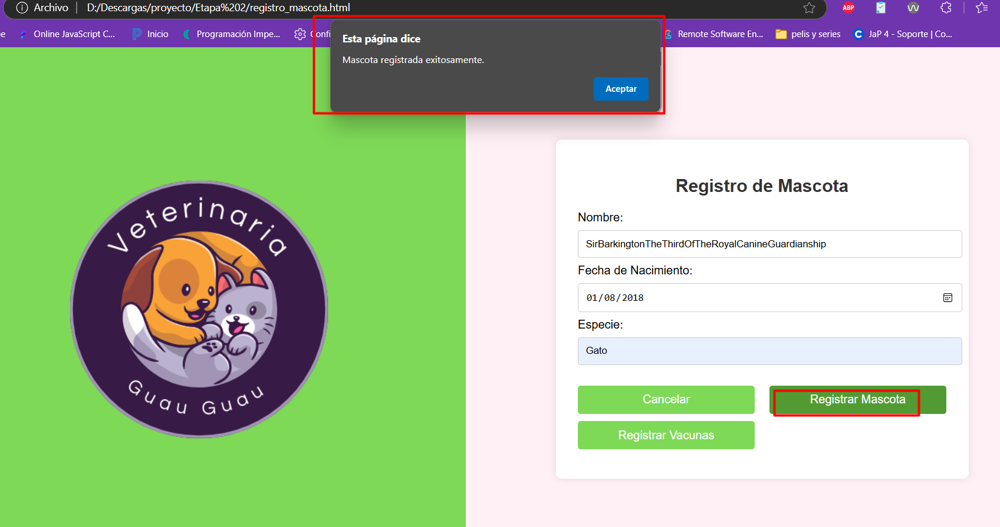 Archivo D:/Descargas/proyecto/Etapa%202/registro_mascota.html
ABP
Online JavaScript C...
Inicio
Programación Impe...
Confi
Remote Software En...
pelis y series
JaP 4 - Soporte | Co...
Esta página dice
Mascota registrada exitosamente.
Aceptar
Veterinaria
Guau Guau
Registro de Mascota
Nombre:
SirBarkingtonTheThirdOfTheRoyalCanineGuardianship
Fecha de Nacimiento:
01/08/2018
Especie:
Gato
Cancelar
Registrar Mascota
Registrar Vacunas